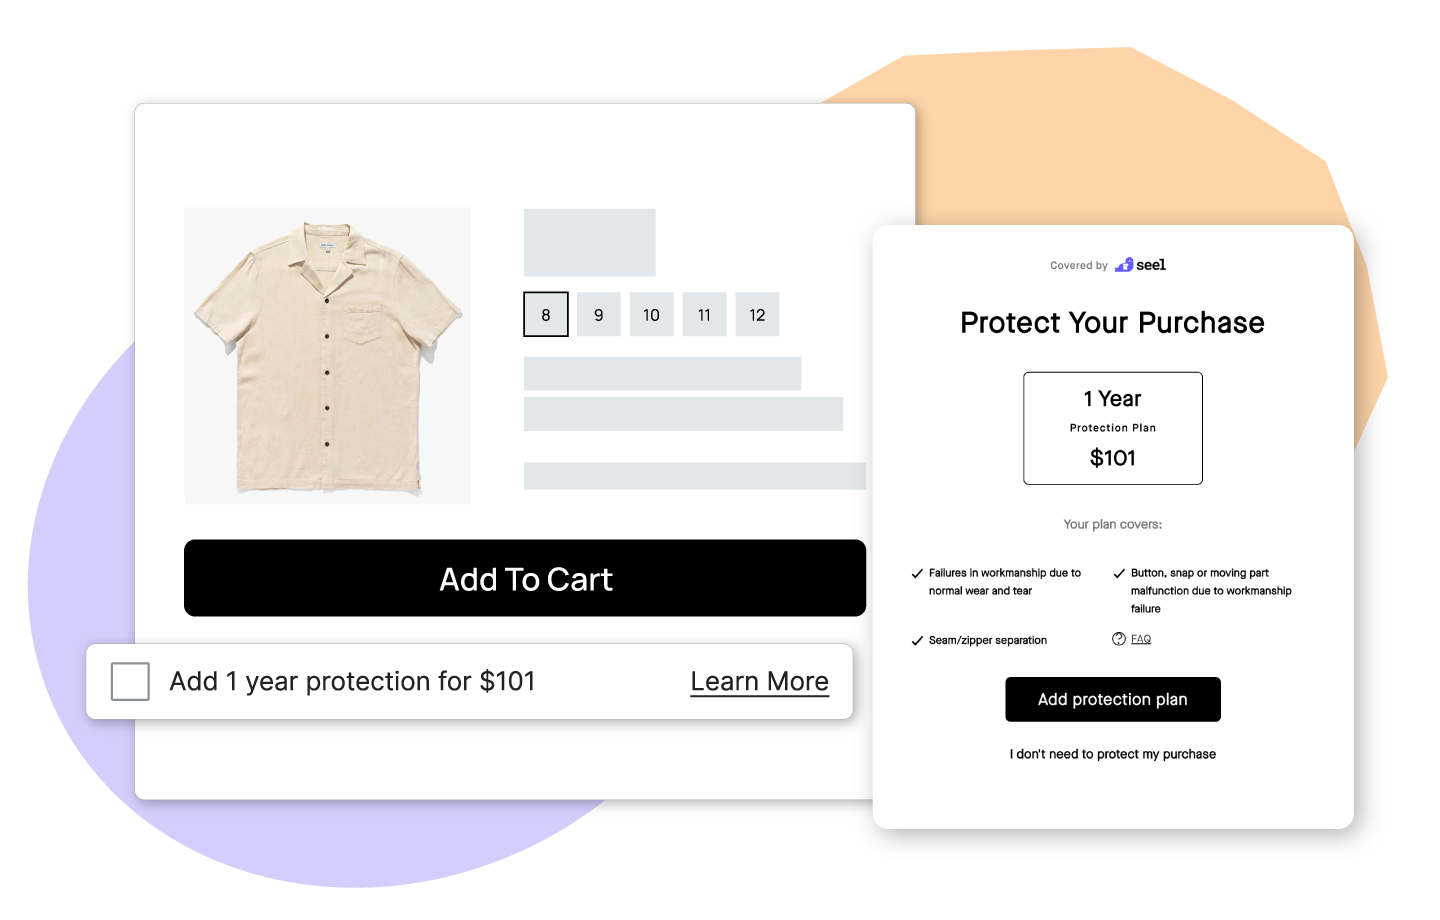 8
9
10
11
12
Add To Cart
Add 1 year protection for $101
Learn More
Covered by seel
Protect Your Purchase
1 Year
Protection Plan
$101
Your plan covers:
Failures in workmanship due to
normal wear and tear
Button, snap or moving part
malfunction due to workmanship
failure
Seam/zipper separation
FAQ
Add protection plan
I don't need to protect my purchase